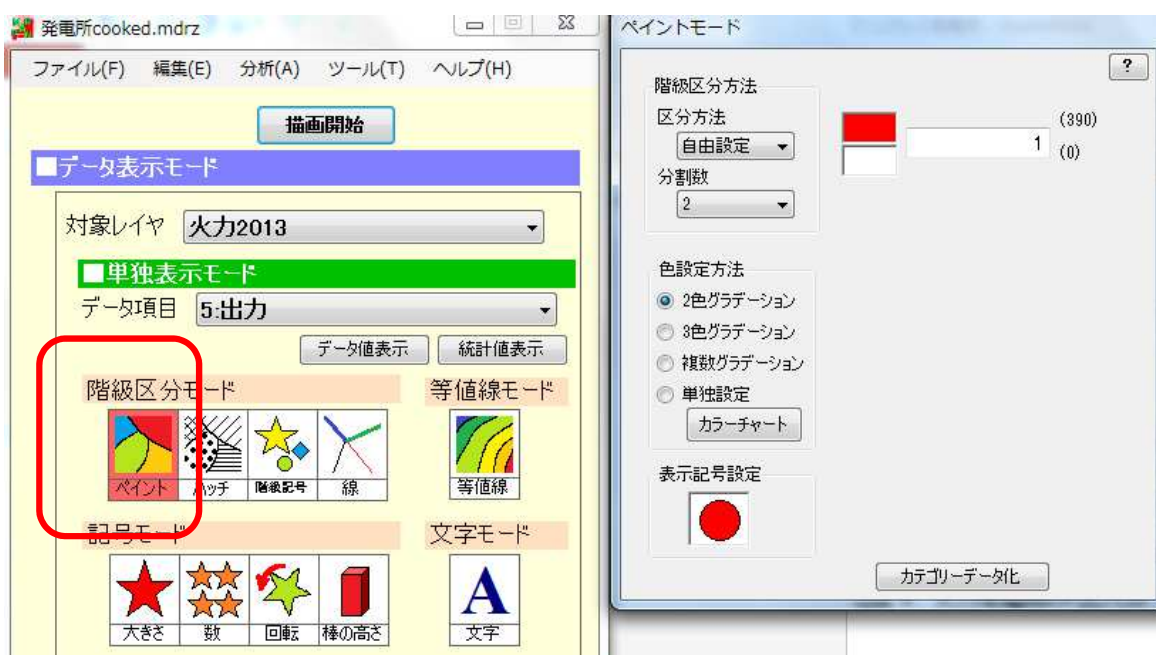 発電所cooked.mdrz
ファイル(F) 編集(E) 分析(A) ツール(T) ヘルプ(H)
描画開始
■データ表示モード
対象レイヤ 火力2013
■単独表示モード
データ項目 5:出力
データ値表示 統計値表示
階級区分モード 等値線モード
ペイント ハッチ 階級記号 線 等値線
記号モード 文字モード
大きさ 数 回転 棒の高さ 文字
A
ペイントモード
?
階級区分方法
区分方法
自由設定
分割数
2
(390)
1
(0)
色設定方法
2色グラデーション
3色グラデーション
複数グラデーション
単独設定
カラーチャート
表示記号設定
カテゴリーデータ化